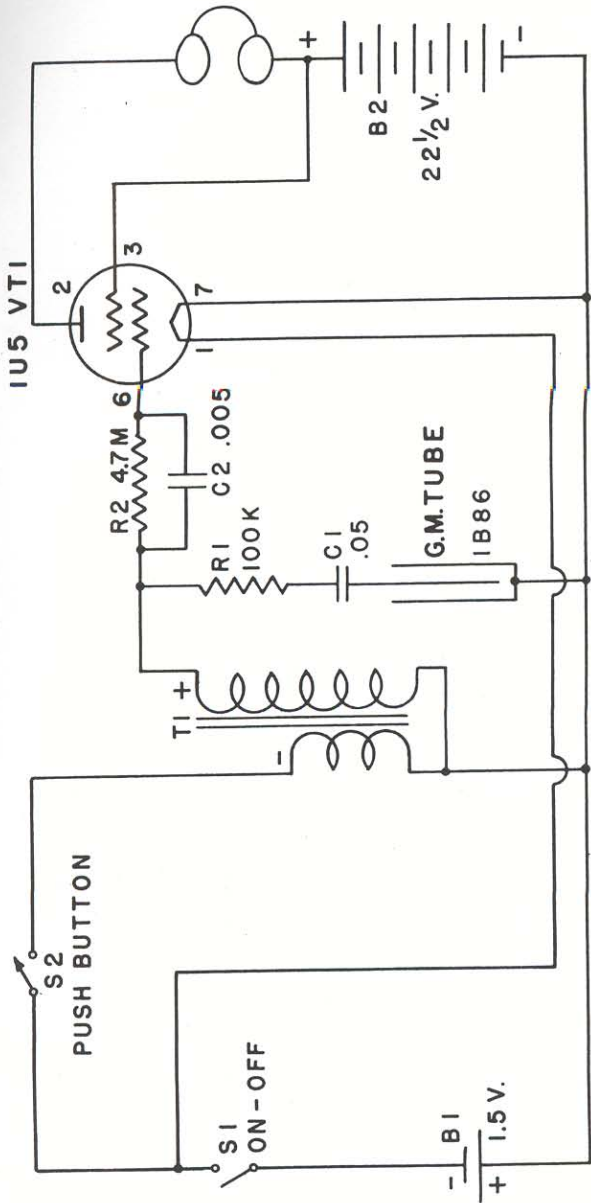 1U5 VT1
2
3
6
1
7
R2 4.7M
C2 .005
R1
100K
C1
.05
G.M. TUBE
1B86
T1
+
-
S2
PUSH BUTTON
S1
ON-OFF
-
B1
+
1.5 V.
+
B2
22½ V.
-